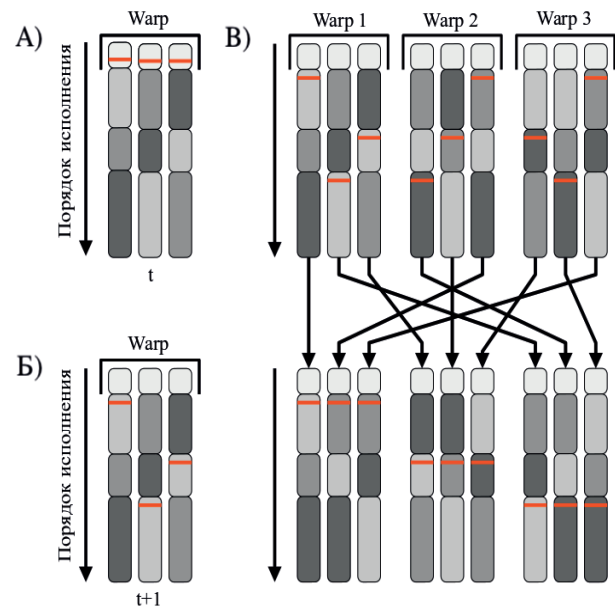 А)
Warp
Порядок исполнения
t
В)
Warp 1
Warp 2
Warp 3
Б)
Warp
Порядок исполнения
t+1